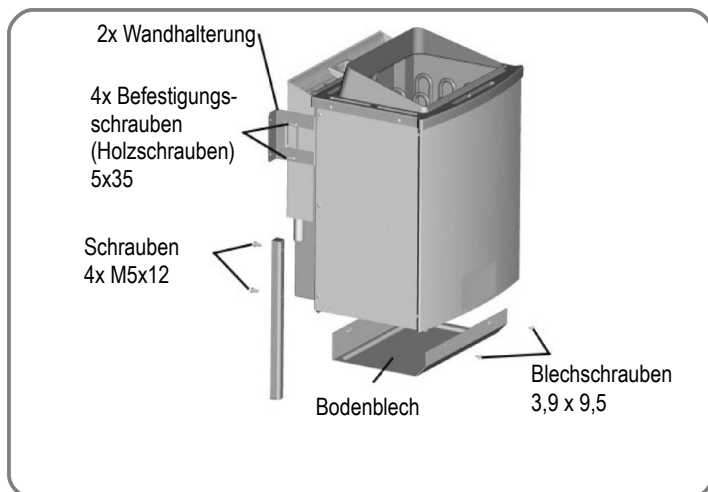 2x Wandhalterung
4x Befestigungs-
schrauben
(Holzschrauben)
5x35
Schrauben
4x M5x12
Bodenblech
Blechschrauben
3,9 x 9,5